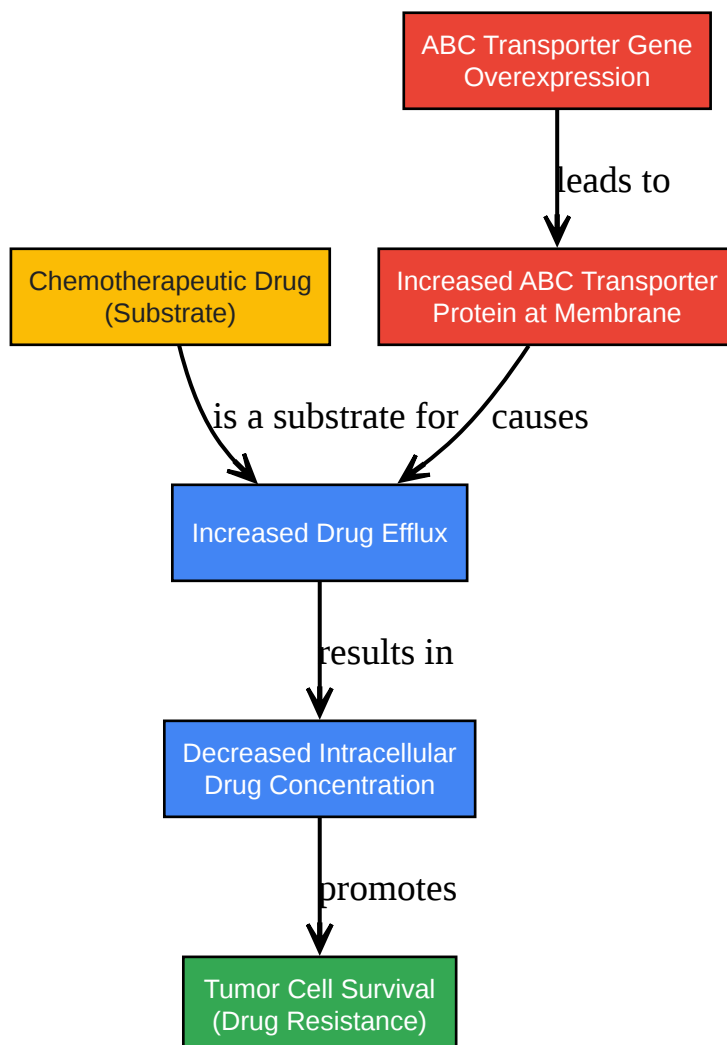 ABC Transporter Gene
Overexpression
leads to
Chemotherapeutic Drug
(Substrate)
Increased ABC Transporter
Protein at Membrane
is a substrate for
causes
Increased Drug Efflux
results in
Decreased Intracellular
Drug Concentration
promotes
Tumor Cell Survival
(Drug Resistance)